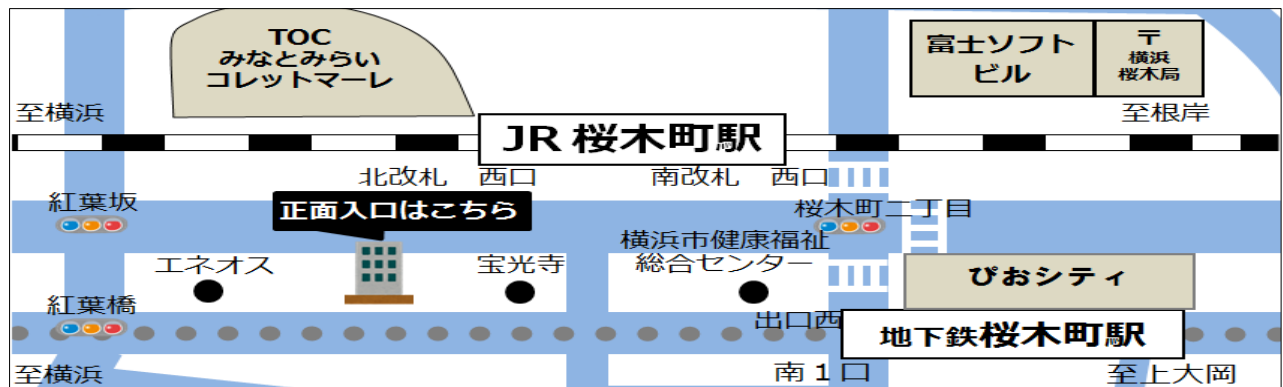 TOC
みなとみらい
コレットマーレ
富士ソフト
ビル
〒
横浜
桜木局
至横浜
至根岸
JR 桜木町駅
北改札 西口
南改札 西口
紅葉坂
正面入口はこちら
桜木町二丁目
エネオス
宝光寺
横浜市健康福祉
総合センター
ぴおシティ
紅葉橋
出口西
地下鉄桜木町駅
至横浜
南1口
至上大岡